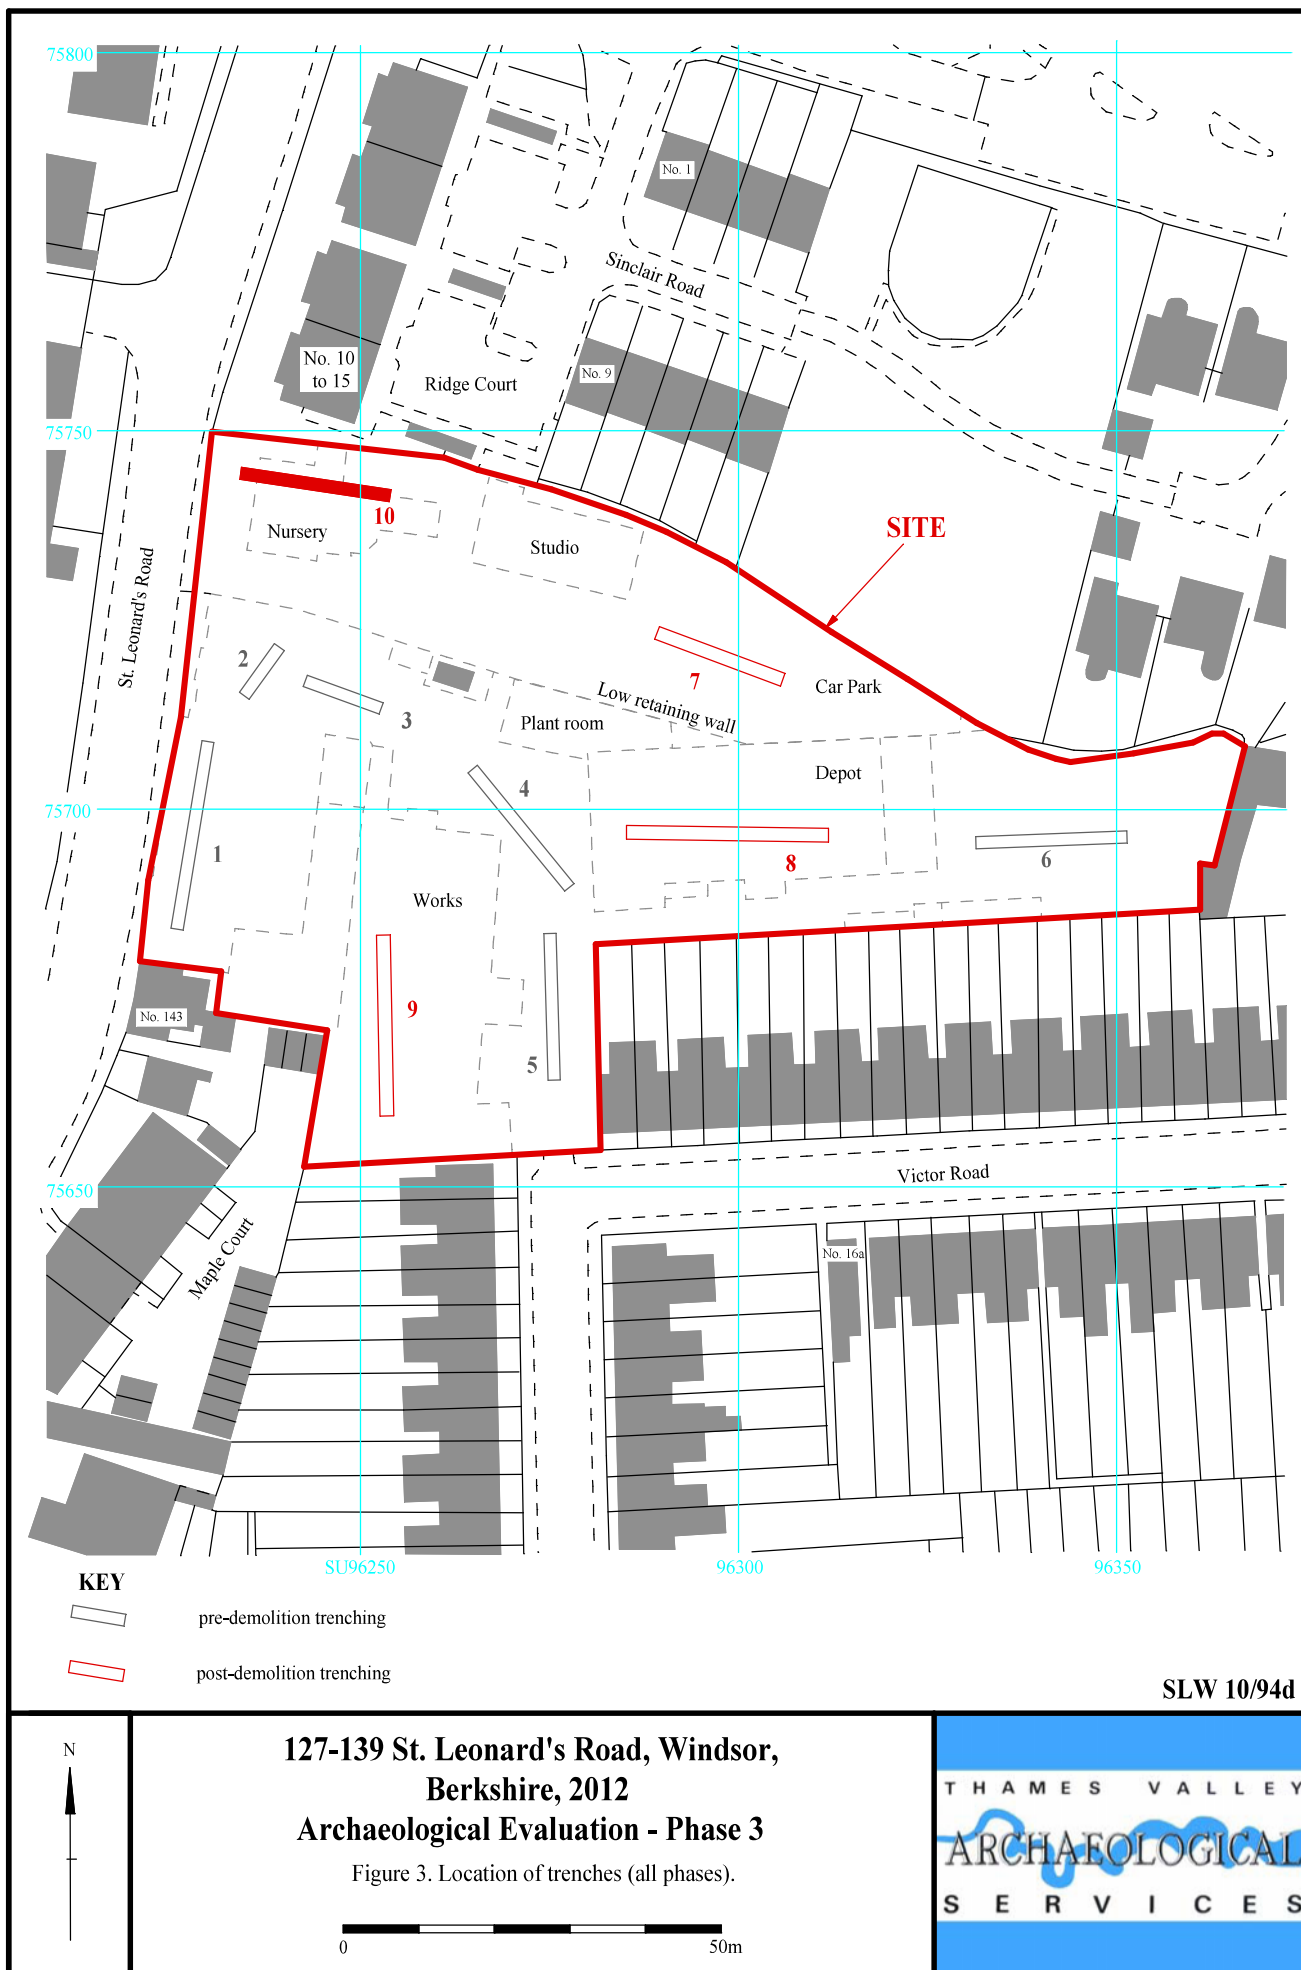 75800
No. 1
Sinclair Road
No. 10
to 15
Ridge Court
No. 9
75750
10
Nursery
Studio
SITE
St. Leonard's Road
2
3
7
Car Park
Low retaining wall
Plant room
4
Depot
75700
1
8
6
Works
9
5
No. 143
Victor Road
75650
Maple Court
No. 16a
SU96250
96300
96350
KEY
pre-demolition trenching
post-demolition trenching
SLW 10/94d
N
127-139 St. Leonard's Road, Windsor,
Berkshire, 2012
Archaeological Evaluation - Phase 3
Figure 3. Location of trenches (all phases).
0
50m
THAMES VALLEY
ARCHAEOLOGICAL
SERVICES